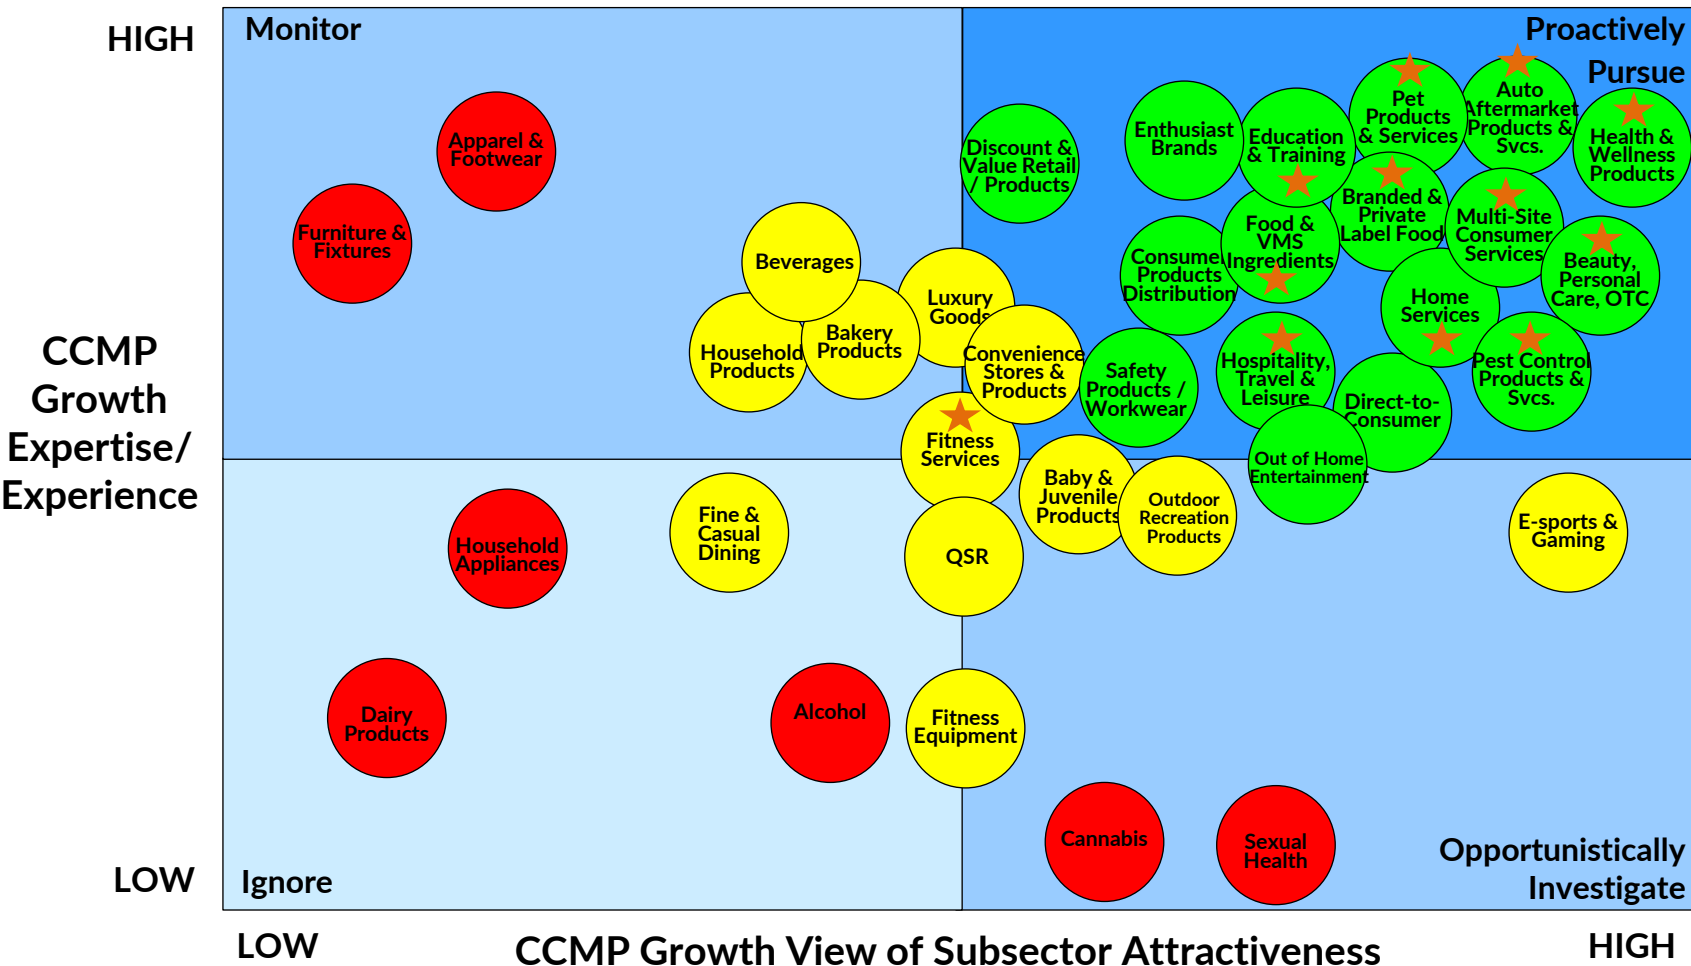 HIGH
Monitor
Proactively
Pursue
Apparel &
Footwear
Furniture &
Fixtures
Discount &
Value Retail
/ Products
Enthusiast
Brands
Education
& Training
Pet
Products
& Services
Auto
Aftermarket
Products &
Svcs.
Health &
Wellness
Products
Beverages
Household
Products
Bakery
Products
Luxury
Goods
Convenience
Stores &
Products
Consumer
Products
Distribution
Food &
VMS
Ingredients
Branded &
Private
Label Food
Multi-Site
Consumer
Services
Beauty,
Personal
Care, OTC
Home
Services
Safety
Products /
Workwear
Hospitality,
Travel &
Leisure
Direct-to-
Consumer
Pest Control
Products &
Svcs.
Fitness
Services
Out of Home
Entertainment
CCMP
Growth
Expertise/
Experience
Household
Appliances
Fine &
Casual
Dining
QSR
Baby &
Juvenile
Products
Outdoor
Recreation
Products
E-sports &
Gaming
Dairy
Products
Alcohol
Fitness
Equipment
Cannabis
Sexual
Health
LOW
Ignore
Opportunistically
Investigate
LOW
CCMP Growth View of Subsector Attractiveness
HIGH